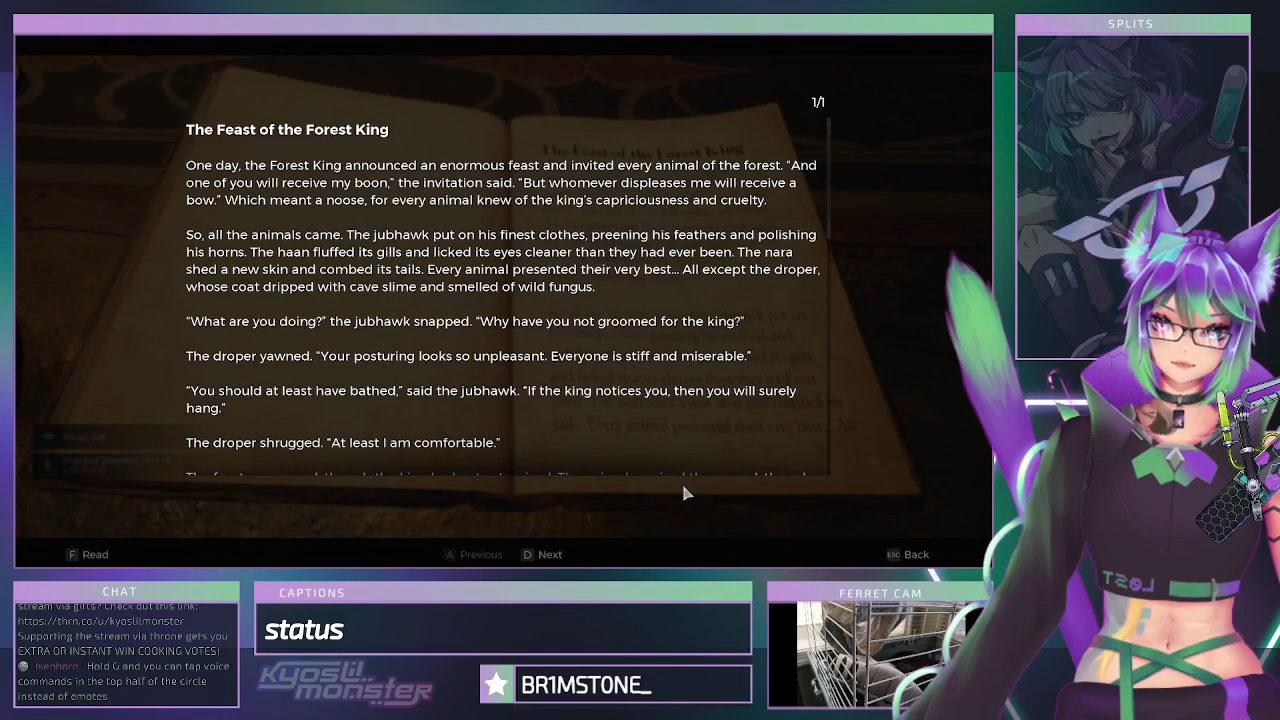 SPLITS
1/1
The Feast of the Forest King
One day, the Forest King announced an enormous feast and invited every animal of the forest. “And
one of you will receive my boon,” the invitation said. “But whomever displeases me will receive a
bow.” Which meant a noose, for every animal knew of the king’s capriciousness and cruelty.
So, all the animals came. The jubhawk put on his finest clothes, preening his feathers and polishing
his horns. The haan fluffed its gills and licked its eyes cleaner than they had ever been. The nara
shed a new skin and combed its tails. Every animal presented their very best... All except the droper,
whose coat dripped with cave slime and smelled of wild fungus.
“What are you doing?” the jubhawk snapped. “Why have you not groomed for the king?”
The droper yawned. “Your posturing looks so unpleasant. Everyone is stiff and miserable.”
“You should at least have bathed,” said the jubhawk. “If the king notices you, then you will surely
hang.”
The droper shrugged. “At least I am comfortable.”
F Read
A Previous
D Next
ESC Back
CHAT
stream via gifts? Check out this link:
https://thrn.co/u/kyoslilmonster
Supporting the stream via throne gets you
EXTRA OR INSTANT WIN COOKING VOTES!
Isenhorn Hold G and you can tap voice
commands in the top half of the circle
instead of emotes
CAPTIONS
status
kyoslil
monster
BR1MSTONE_
FERRET CAM
LOST